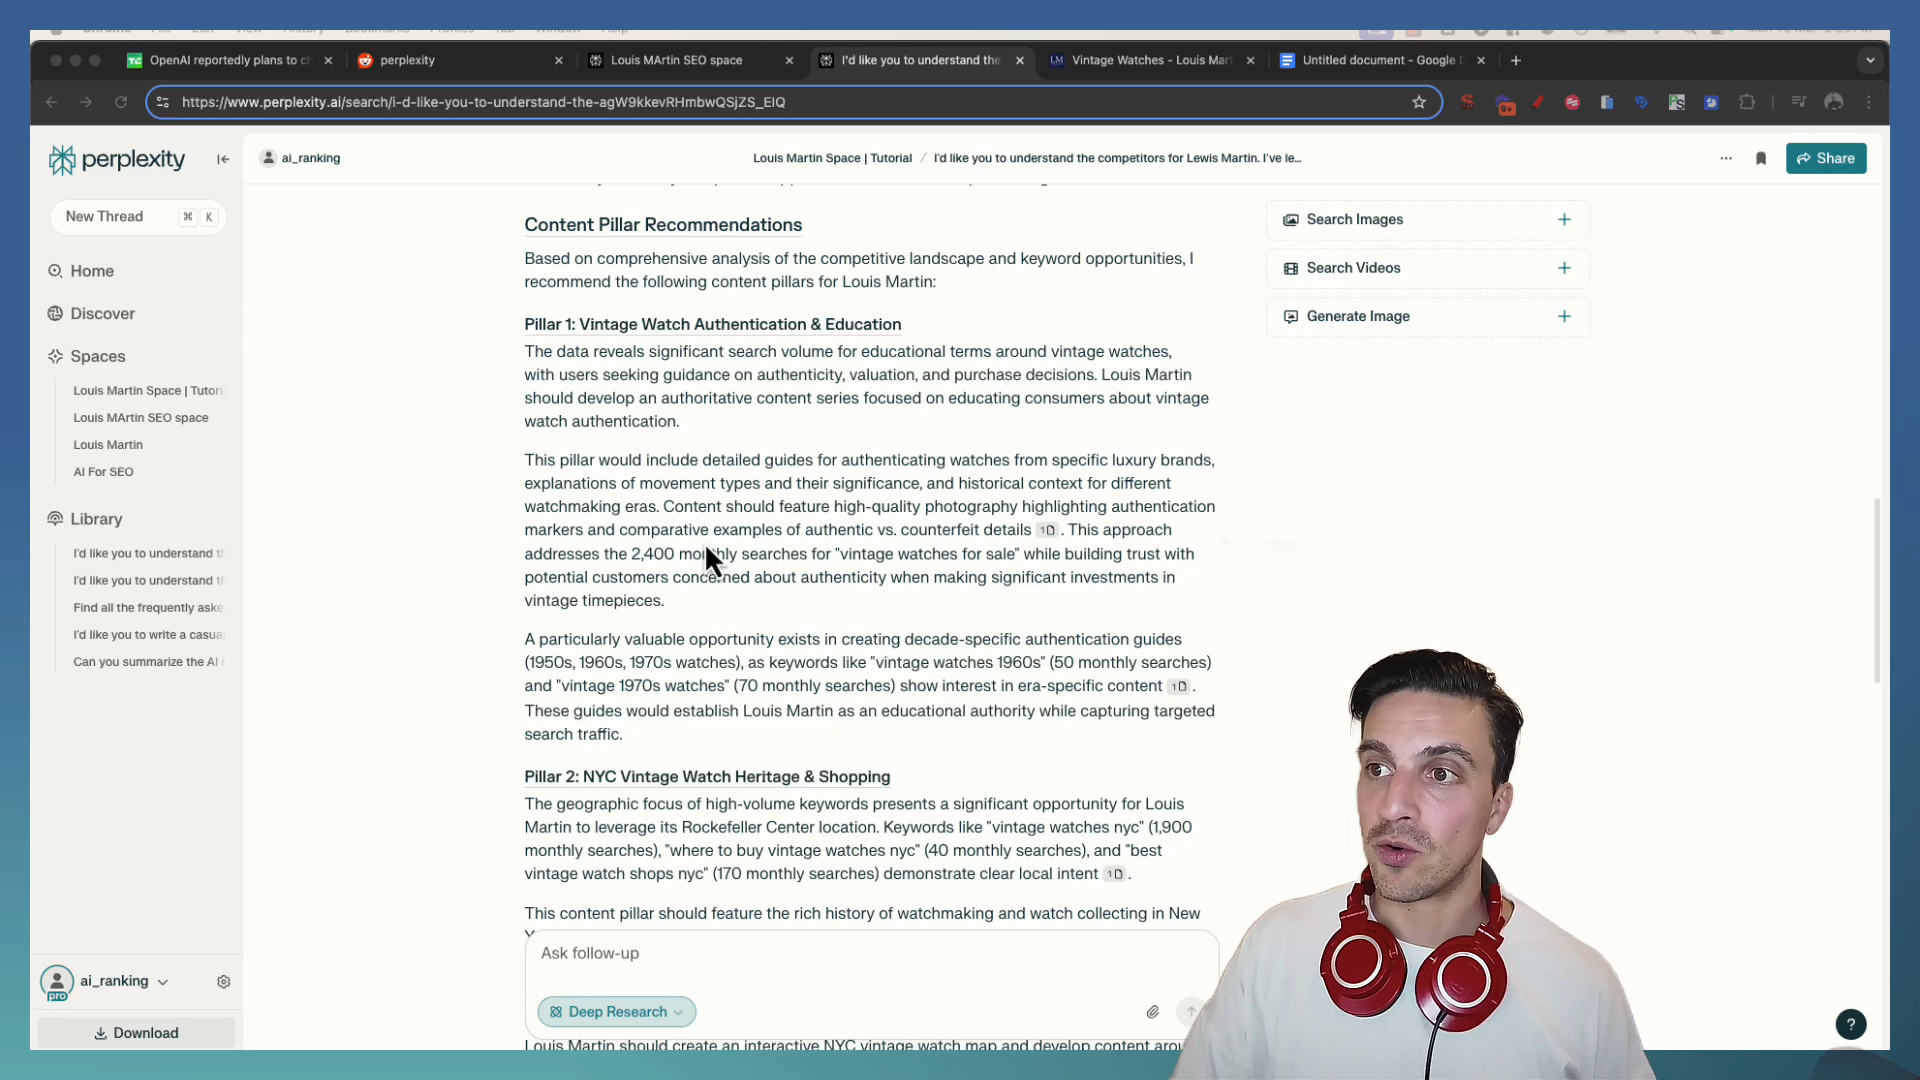 OpenAI reportedly plans to ch
perplexity
Louis MArtin SEO space
I'd like you to understand the
Vintage Watches - Louis Mart
Untitled document - Google D
https://www.perplexity.ai/search/i-d-like-you-to-understand-the-agW9kkevRHmbwQSjZS_EIQ
9+
perplexity
ai_ranking
Louis Martin Space | Tutorial / I'd like you to understand the competitors for Lewis Martin. I've le...
Share
New Thread
⌘ K
Home
Discover
Spaces
Louis Martin Space | Tutori
Louis MArtin SEO space
Louis Martin
AI For SEO
Library
I'd like you to understand t
I'd like you to understand t
Find all the frequently aske
I'd like you to write a casua
Can you summarize the AI
ai_ranking
pro
Download
Content Pillar Recommendations
Based on comprehensive analysis of the competitive landscape and keyword opportunities, I
recommend the following content pillars for Louis Martin:
Pillar 1: Vintage Watch Authentication & Education
The data reveals significant search volume for educational terms around vintage watches,
with users seeking guidance on authenticity, valuation, and purchase decisions. Louis Martin
should develop an authoritative content series focused on educating consumers about vintage
watch authentication.
This pillar would include detailed guides for authenticating watches from specific luxury brands,
explanations of movement types and their significance, and historical context for different
watchmaking eras. Content should feature high-quality photography highlighting authentication
markers and comparative examples of authentic vs. counterfeit details 1. This approach
addresses the 2,400 monthly searches for "vintage watches for sale" while building trust with
potential customers concerned about authenticity when making significant investments in
vintage timepieces.
A particularly valuable opportunity exists in creating decade-specific authentication guides
(1950s, 1960s, 1970s watches), as keywords like "vintage watches 1960s" (50 monthly searches)
and "vintage 1970s watches" (70 monthly searches) show interest in era-specific content 1.
These guides would establish Louis Martin as an educational authority while capturing targeted
search traffic.
Pillar 2: NYC Vintage Watch Heritage & Shopping
The geographic focus of high-volume keywords presents a significant opportunity for Louis
Martin to leverage its Rockefeller Center location. Keywords like "vintage watches nyc" (1,900
monthly searches), "where to buy vintage watches nyc" (40 monthly searches), and "best
vintage watch shops nyc" (170 monthly searches) demonstrate clear local intent 1.
This content pillar should feature the rich history of watchmaking and watch collecting in New
Ask follow-up
Deep Research
Louis Martin should create an interactive NYC vintage watch map and develop content
Search Images
Search Videos
Generate Image
?